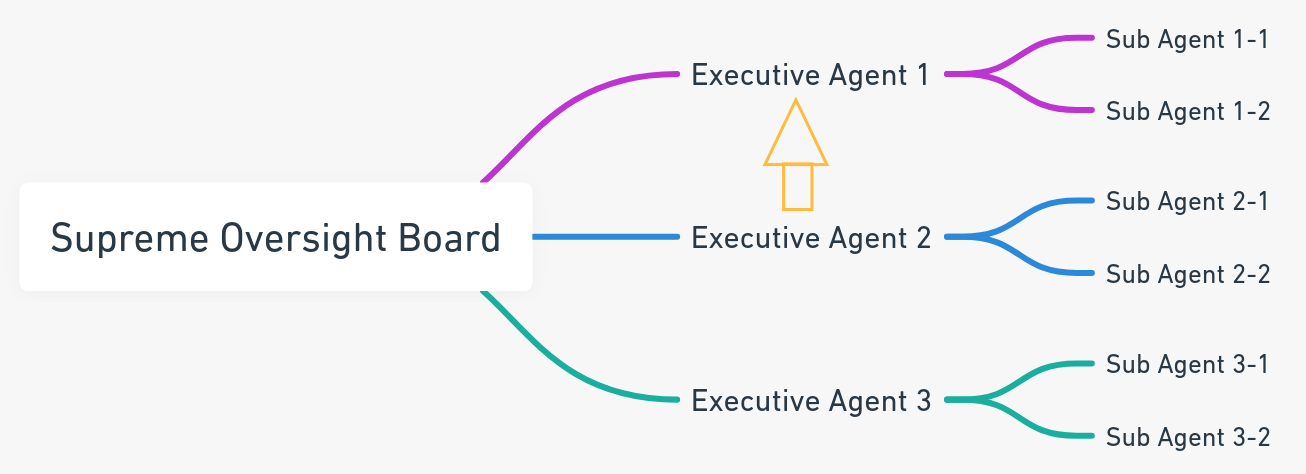 Supreme Oversight Board
Executive Agent 1
Sub Agent 1-1
Sub Agent 1-2
Executive Agent 2
Sub Agent 2-1
Sub Agent 2-2
Executive Agent 3
Sub Agent 3-1
Sub Agent 3-2